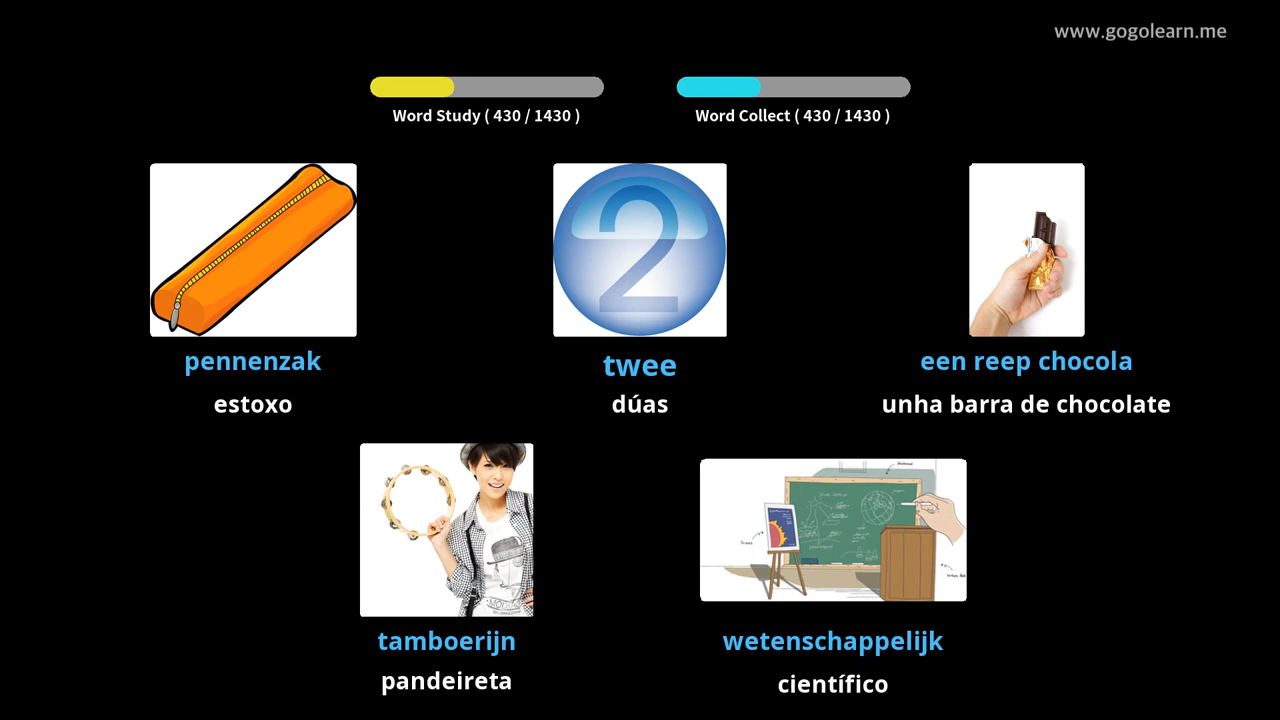 www.gogolearn.me
Word Study ( 430 / 1430 )
Word Collect ( 430 / 1430 )
2
pennenzak
estoxo
twee
dúas
een reep chocola
unha barra de chocolate
tamboerijn
pandeireta
wetenschappelijk
científico